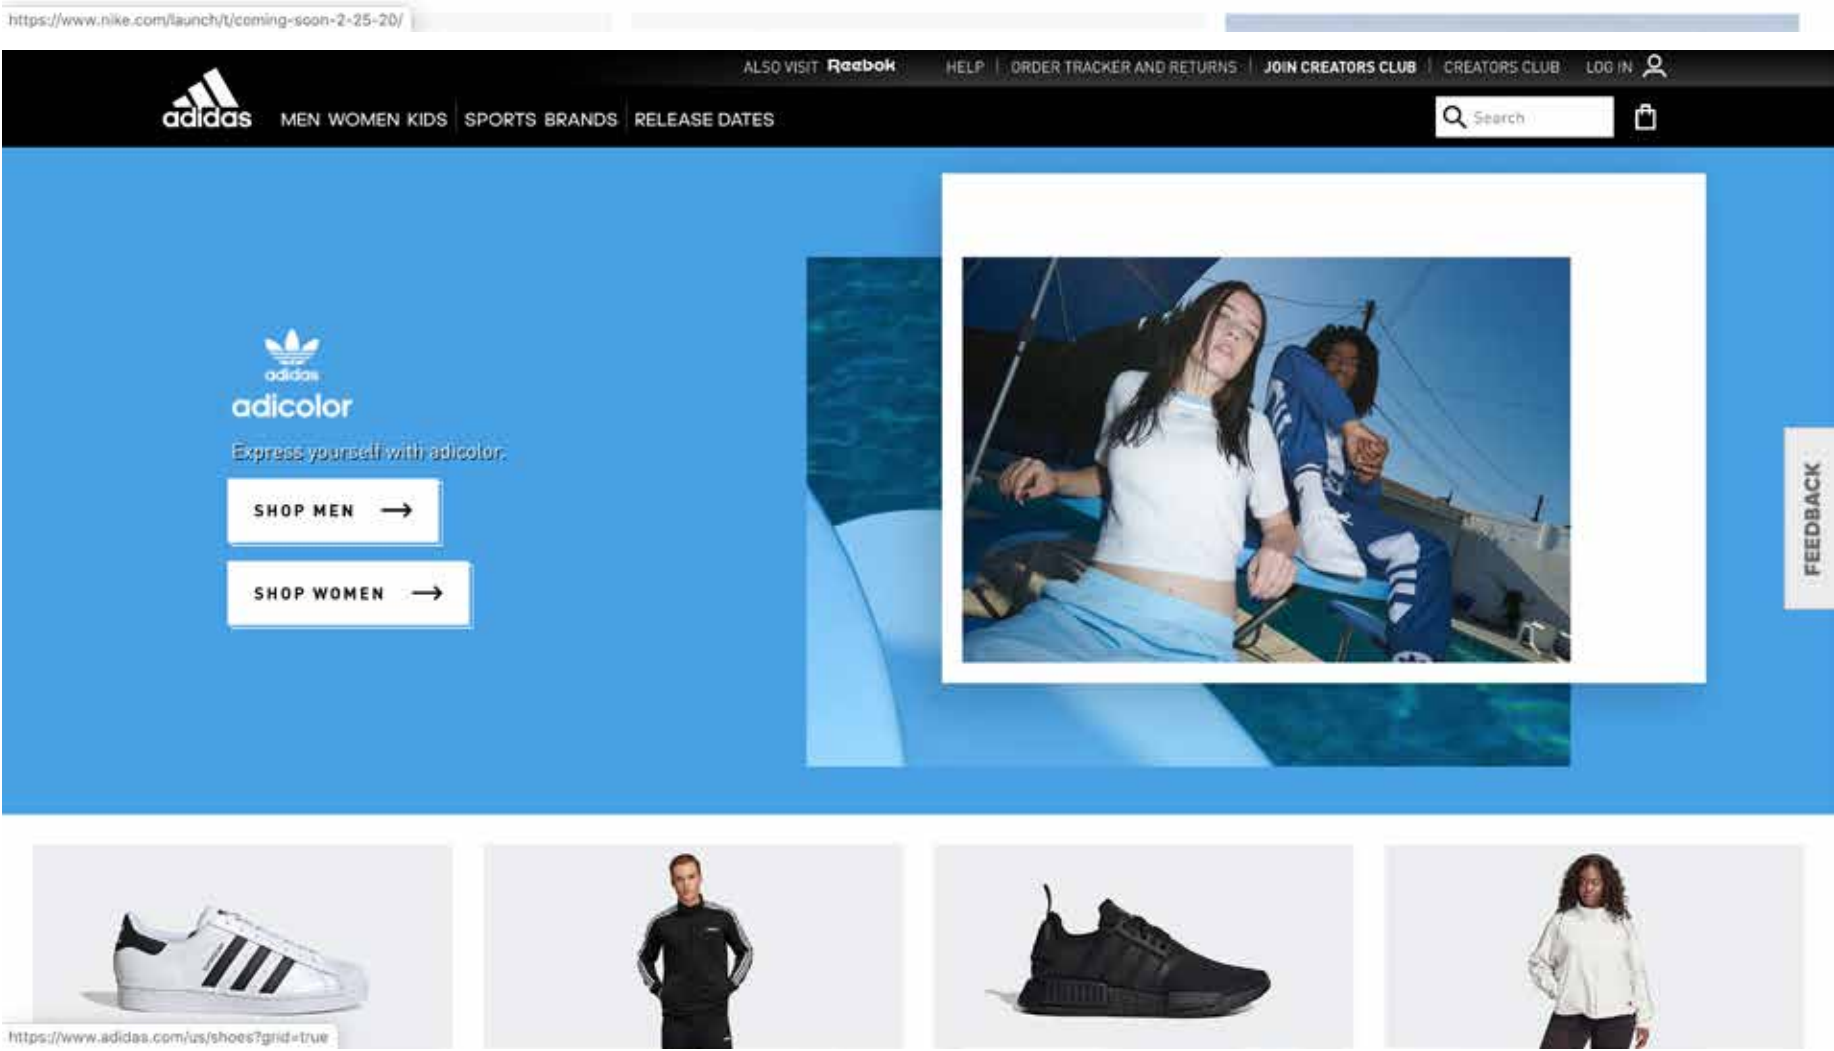 https://www.nike.com/launch/t/coming-soon-2-25-20/
ALSO VISIT Reebok HELP | ORDER TRACKER AND RETURNS | JOIN CREATORS CLUB | CREATORS CLUB LOG IN
adidas MEN WOMEN KIDS SPORTS BRANDS RELEASE DATES Search
adidas
adicolor
Express yourself with adicolor.
SHOP MEN →
SHOP WOMEN →
FEEDBACK
https://www.adidas.com/us/shoes?grid=true